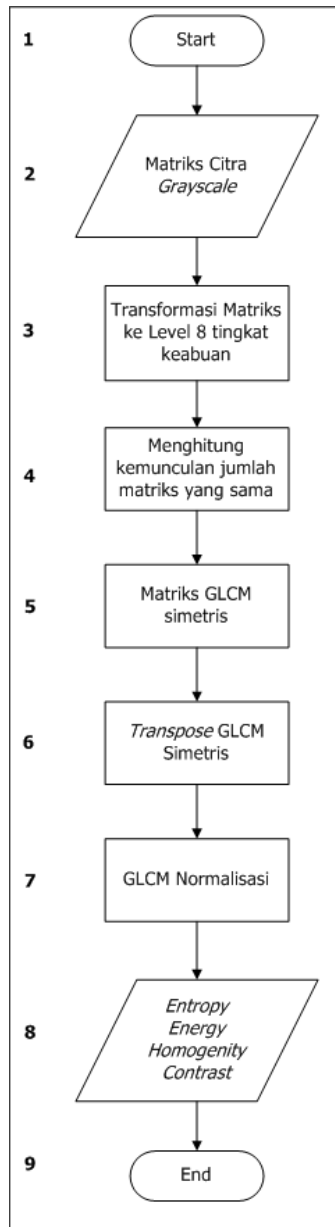 1
Start
2
Matriks Citra
Grayscale
3
Transformasi Matriks
ke Level 8 tingkat
keabuan
4
Menghitung
kemunculan jumlah
matriks yang sama
5
Matriks GLCM
simetris
6
Transpose GLCM
Simetris
7
GLCM Normalisasi
8
Entropy
Energy
Homogenity
Contrast
9
End